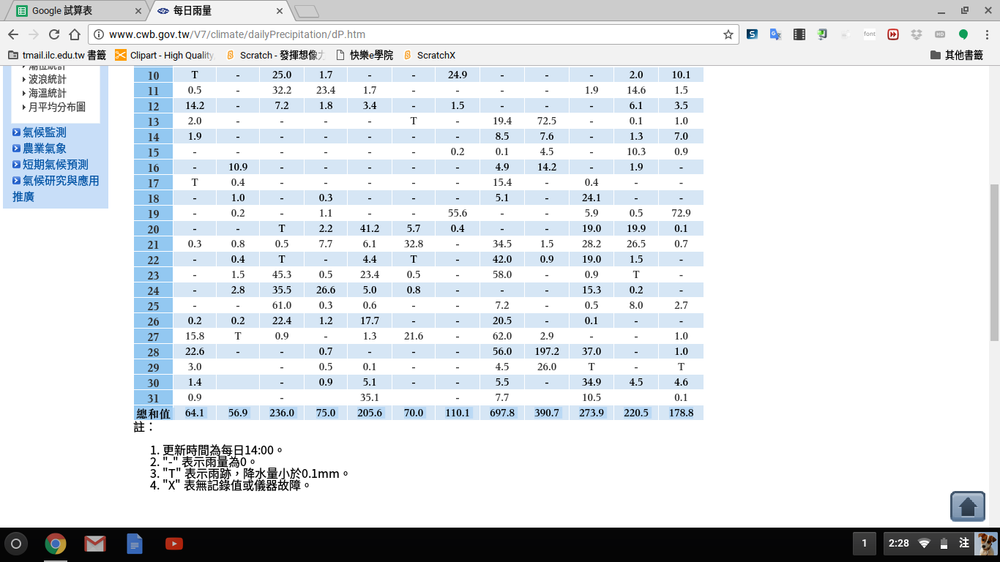 Google 試算表
每日雨量
www.cwb.gov.tw/V7/climate/dailyPrecipitation/dP.htm
font
HD
tmail.ilc.edu.tw 書籤 Clipart - High Quality Scratch - 發揮想像力 快樂e學院 ScratchX 其他書籤
潮位統計
波浪統計
海溫統計
月平均分布圖
氣候監測
農業氣象
短期氣候預測
氣候研究與應用
推廣
10 T - 25.0 1.7 - - 24.9 - - - 2.0 10.1
11 0.5 - 32.2 23.4 1.7 - - - - 1.9 14.6 1.5
12 14.2 - 7.2 1.8 3.4 - 1.5 - - - 6.1 3.5
13 2.0 - - - - T - 19.4 72.5 - 0.1 1.0
14 1.9 - - - - - - 8.5 7.6 - 1.3 7.0
15 - - - - - - 0.2 0.1 4.5 - 10.3 0.9
16 - 10.9 - - - - - 4.9 14.2 - 1.9 -
17 T 0.4 - - - - - 15.4 - 0.4 - -
18 - 1.0 - 0.3 - - - 5.1 - 24.1 - -
19 - 0.2 - 1.1 - - 55.6 - - 5.9 0.5 72.9
20 - - T 2.2 41.2 5.7 0.4 - - 19.0 19.9 0.1
21 0.3 0.8 0.5 7.7 6.1 32.8 - 34.5 1.5 28.2 26.5 0.7
22 - 0.4 T - 4.4 T - 42.0 0.9 19.0 1.5 -
23 - 1.5 45.3 0.5 23.4 0.5 - 58.0 - 0.9 T -
24 - 2.8 35.5 26.6 5.0 0.8 - - - 15.3 0.2 -
25 - - 61.0 0.3 0.6 - - 7.2 - 0.5 8.0 2.7
26 0.2 0.2 22.4 1.2 17.7 - - 20.5 - 0.1 - -
27 15.8 T 0.9 - 1.3 21.6 - 62.0 2.9 - - 1.0
28 22.6 - - 0.7 - - - 56.0 197.2 37.0 - 1.0
29 3.0 - 0.5 0.1 - - 4.5 26.0 T - T
30 1.4 - 0.9 5.1 - - 5.5 - 34.9 4.5 4.6
31 0.9 - 35.1 - 7.7 10.5 0.1
總和值 64.1 56.9 236.0 75.0 205.6 70.0 110.1 697.8 390.7 273.9 220.5 178.8
註：
1. 更新時間為每日14:00。
2. "-" 表示雨量為0。
3. "T" 表示雨跡，降水量小於0.1mm。
4. "X" 表無記錄值或儀器故障。
1 2:28 注